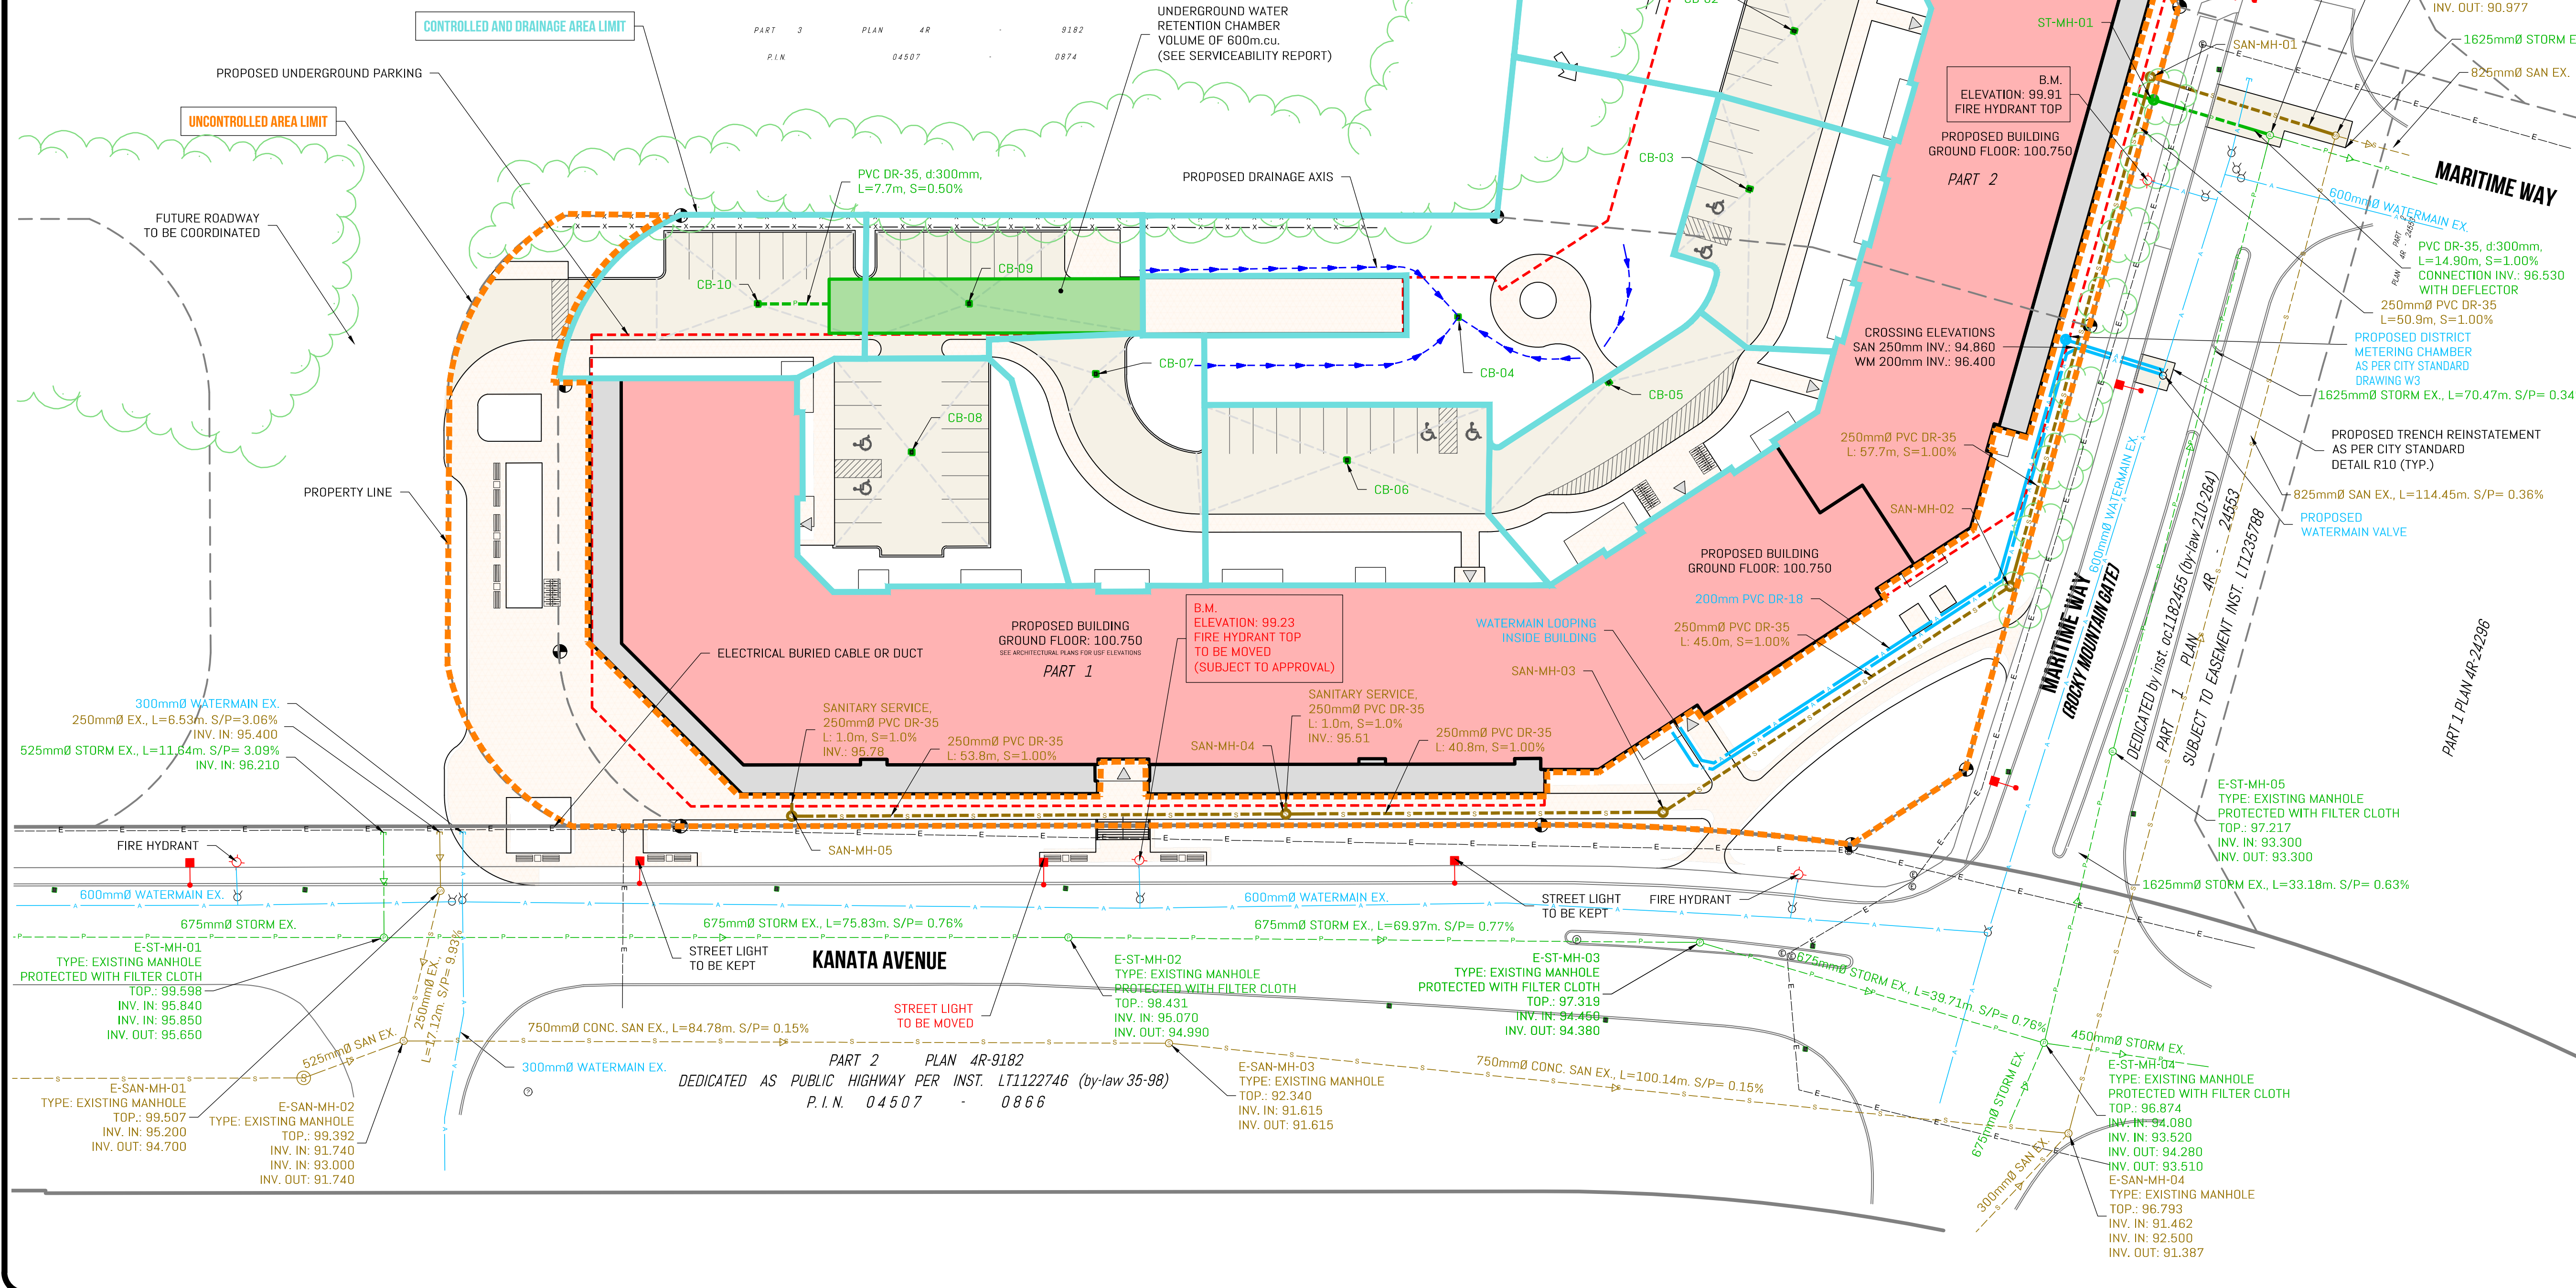 CONTROLLED AND DRAINAGE AREA LIMIT
PART 3 PLAN 4R - 9182
P.I.N. 04507 - 0874
UNDERGROUND WATER
RETENTION CHAMBER
VOLUME OF 600m.cu.
(SEE SERVICEABILITY REPORT)
PROPOSED UNDERGROUND PARKING
UNCONTROLLED AREA LIMIT
FUTURE ROADWAY
TO BE COORDINATED
PVC DR-35, d:300mm,
L=7.7m, S=0.50%
PROPOSED DRAINAGE AXIS
CB-03
ST-MH-01
SAN-MH-01
INV. OUT: 90.977
1625mmØ STORM E
825mmØ SAN EX.
B.M.
ELEVATION: 99.91
FIRE HYDRANT TOP
PROPOSED BUILDING
GROUND FLOOR: 100.750
PART 2
MARITIME WAY
600mmØ WATERMAIN EX.
PVC DR-35, d:300mm,
L=14.90m, S=1.00%
CONNECTION INV.: 96.530
WITH DEFLECTOR
250mmØ PVC DR-35
L=50.9m, S=1.00%
PROPOSED DISTRICT
METERING CHAMBER
AS PER CITY STANDARD
DRAWING W3
1625mmØ STORM EX., L=70.47m. S/P= 0.34
PROPOSED TRENCH REINSTATEMENT
AS PER CITY STANDARD
DETAIL R10 (TYP.)
825mmØ SAN EX., L=114.45m. S/P= 0.36%
PROPOSED
WATERMAIN VALVE
CB-10
CB-09
CB-07
CB-04
CB-05
CB-08
CB-06
CROSSING ELEVATIONS
SAN 250mm INV.: 94.860
WM 200mm INV.: 96.400
250mmØ PVC DR-35
L: 57.7m, S=1.00%
SAN-MH-02
PROPERTY LINE
PROPOSED BUILDING
GROUND FLOOR: 100.750
200mm PVC DR-18
WATERMAIN LOOPING
INSIDE BUILDING
250mmØ PVC DR-35
L: 45.0m, S=1.00%
SAN-MH-03
600mmØ WATERMAIN EX.
MARITIME WAY
(ROCKY MOUNTAIN GATE)
DEDICATED by inst. oc1182455 (by-law 210-264)
PART 1 PLAN 4R - 24553
SUBJECT TO EASEMENT INST. LT1235788
PART 1 PLAN 4R-24296
PROPOSED BUILDING
GROUND FLOOR: 100.750
SEE ARCHITECTURAL PLANS FOR USF ELEVATIONS
PART 1
B.M.
ELEVATION: 99.23
FIRE HYDRANT TOP
TO BE MOVED
(SUBJECT TO APPROVAL)
ELECTRICAL BURIED CABLE OR DUCT
300mmØ WATERMAIN EX.
250mmØ EX., L=6.53m. S/P=3.06%
INV. IN: 95.400
525mmØ STORM EX., L=11.64m. S/P= 3.09%
INV. IN: 96.210
SANITARY SERVICE,
250mmØ PVC DR-35
L: 1.0m, S=1.0%
INV.: 95.78
250mmØ PVC DR-35
L: 53.8m, S=1.00%
SAN-MH-04
SANITARY SERVICE,
250mmØ PVC DR-35
L: 1.0m, S=1.0%
INV.: 95.51
250mmØ PVC DR-35
L: 40.8m, S=1.00%
SAN-MH-05
E-ST-MH-05
TYPE: EXISTING MANHOLE
PROTECTED WITH FILTER CLOTH
TOP.: 97.217
INV. IN: 93.300
INV. OUT: 93.300
1625mmØ STORM EX., L=33.18m. S/P= 0.63%
FIRE HYDRANT
600mmØ WATERMAIN EX.
600mmØ WATERMAIN EX.
STREET LIGHT
TO BE KEPT
FIRE HYDRANT
675mmØ STORM EX.
675mmØ STORM EX., L=75.83m. S/P= 0.76%
675mmØ STORM EX., L=69.97m. S/P= 0.77%
E-ST-MH-01
TYPE: EXISTING MANHOLE
PROTECTED WITH FILTER CLOTH
TOP.: 99.598
INV. IN: 95.840
INV. IN: 95.850
INV. OUT: 95.650
STREET LIGHT
TO BE KEPT
KANATA AVENUE
E-ST-MH-02
TYPE: EXISTING MANHOLE
PROTECTED WITH FILTER CLOTH
TOP.: 98.431
INV. IN: 95.070
INV. OUT: 94.990
E-ST-MH-03
TYPE: EXISTING MANHOLE
PROTECTED WITH FILTER CLOTH
TOP.: 97.319
INV. IN: 94.450
INV. OUT: 94.380
675mmØ STORM EX., L=39.71m. S/P= 0.76%
STREET LIGHT
TO BE MOVED
250mmØ EX.,
L=17.12m. S/P= 9.93%
525mmØ SAN EX.
750mmØ CONC. SAN EX., L=84.78m. S/P= 0.15%
450mmØ STORM EX.
675mmØ STORM EX.
300mmØ WATERMAIN EX.
PART 2 PLAN 4R-9182
DEDICATED AS PUBLIC HIGHWAY PER INST. LT1122746 (by-law 35-98)
P.I.N. 04507 - 0866
750mmØ CONC. SAN EX., L=100.14m. S/P= 0.15%
E-SAN-MH-01
TYPE: EXISTING MANHOLE
TOP.: 99.507
INV. IN: 95.200
INV. OUT: 94.700
E-SAN-MH-02
TYPE: EXISTING MANHOLE
TOP.: 99.392
INV. IN: 91.740
INV. IN: 93.000
INV. OUT: 91.740
E-SAN-MH-03
TYPE: EXISTING MANHOLE
TOP.: 92.340
INV. IN: 91.615
INV. OUT: 91.615
E-ST-MH-04
TYPE: EXISTING MANHOLE
PROTECTED WITH FILTER CLOTH
TOP.: 96.874
INV. IN: 94.080
INV. IN: 93.520
INV. OUT: 94.280
INV. OUT: 93.510
300mmØ SAN EX.
E-SAN-MH-04
TYPE: EXISTING MANHOLE
TOP.: 96.793
INV. IN: 91.462
INV. IN: 92.500
INV. OUT: 91.387